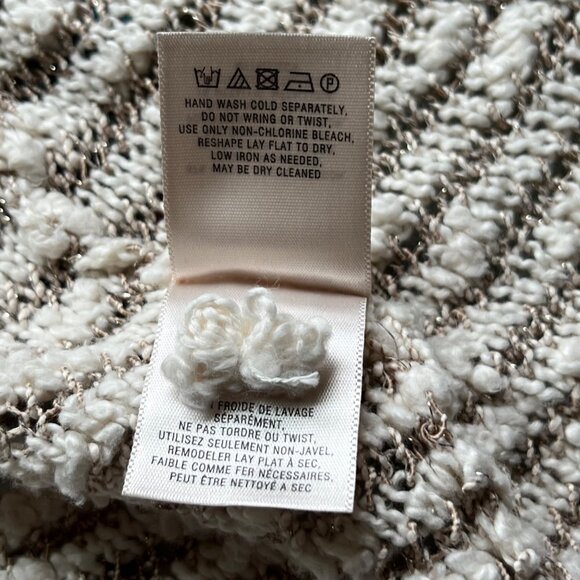 P
HAND WASH COLD SEPARATELY,
DO NOT WRING OR TWIST,
USE ONLY NON-CHLORINE BLEACH,
RESHAPE LAY FLAT TO DRY,
LOW IRON AS NEEDED,
MAY BE DRY CLEANED
FROIDE DE LAVAGE
SÉPARÉMENT,
NE PAS TORDRE OU TWIST,
UTILISEZ SEULEMENT NON-JAVEL,
REMODELER LAY PLAT À SEC,
FAIBLE COMME FER NÉCESSAIRES,
PEUT ÊTRE NETTOYÉ A SEC